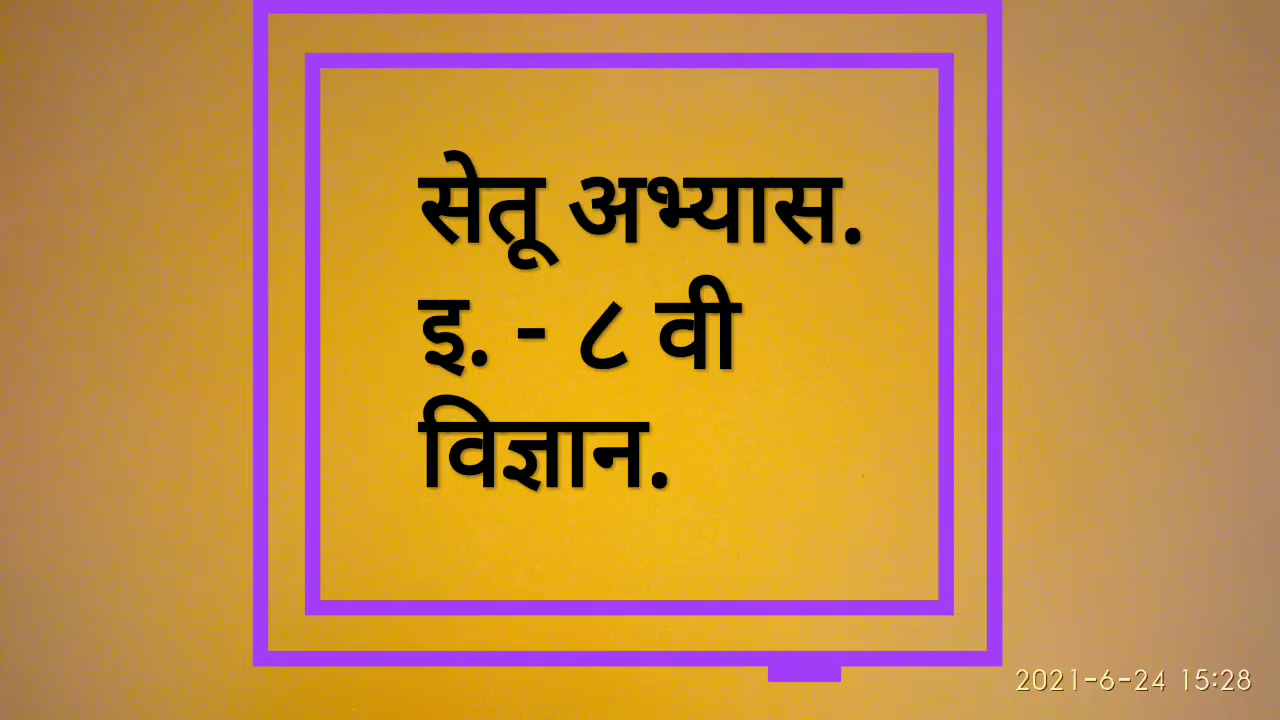 सेतू अभ्यास.
इ. - ८ वी
विज्ञान.
2021-6-24 15:28